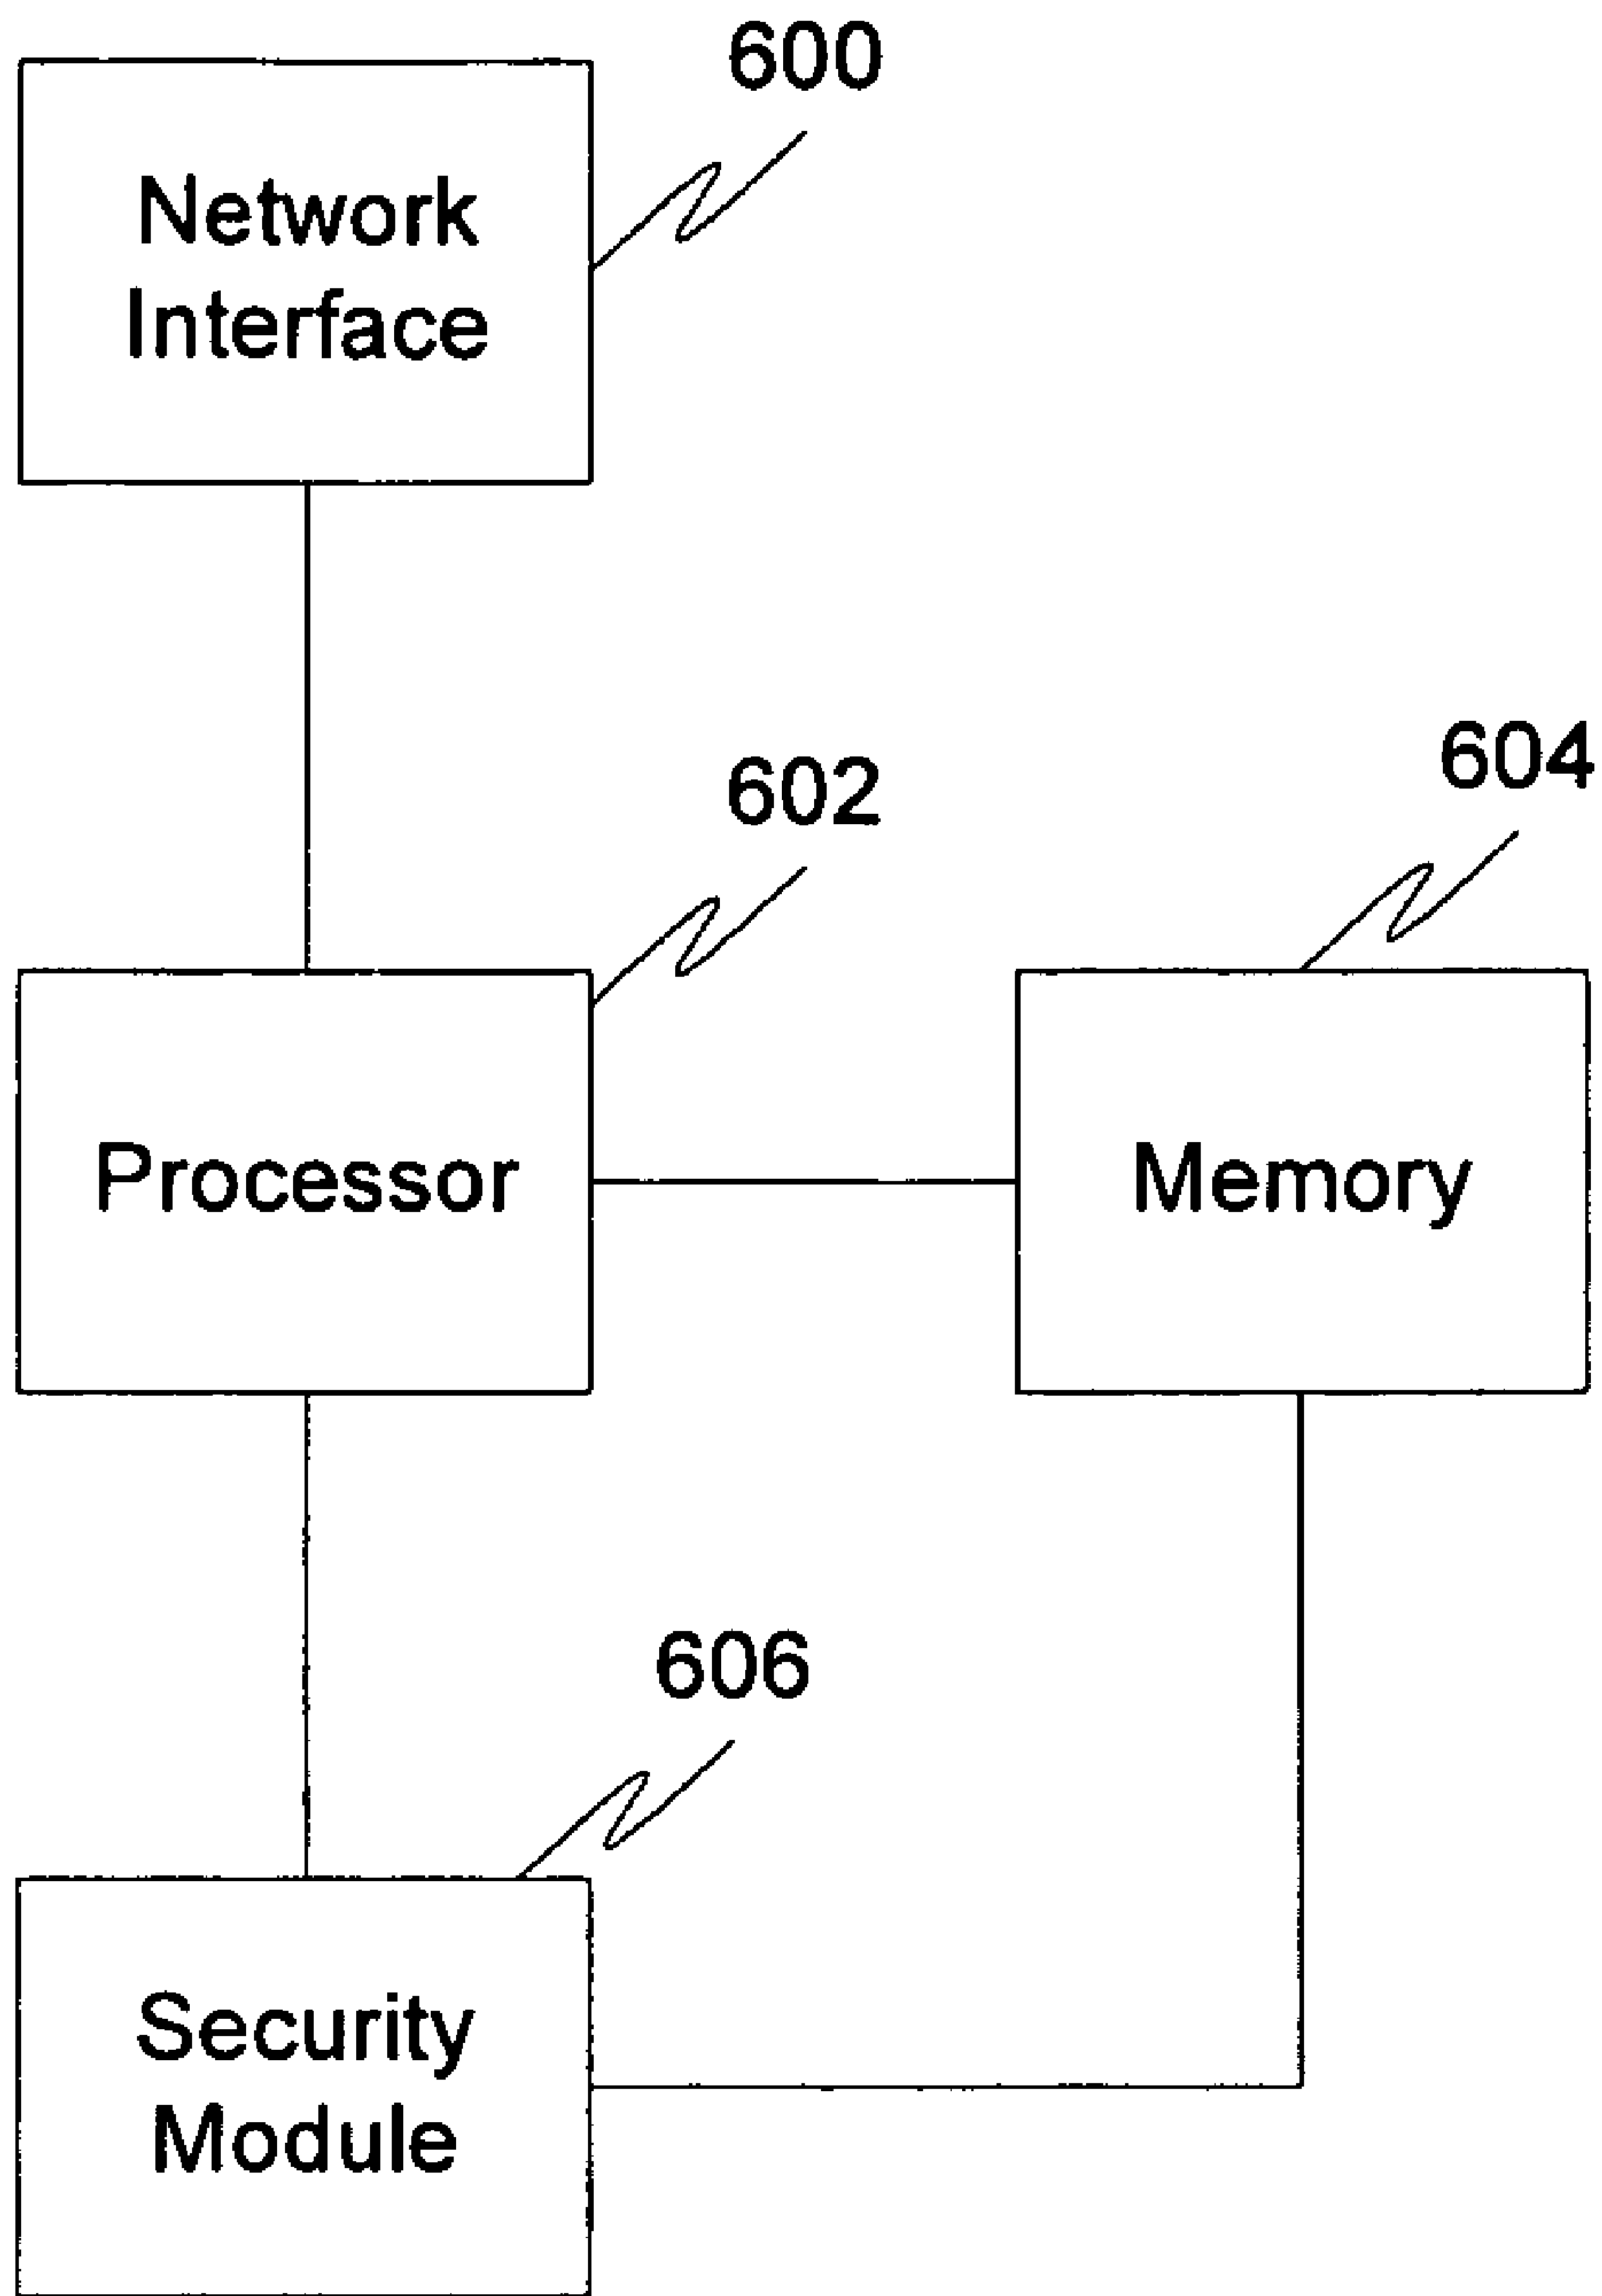 600
Network
Interface
602
604
Processor
Memory
606
Security
Module